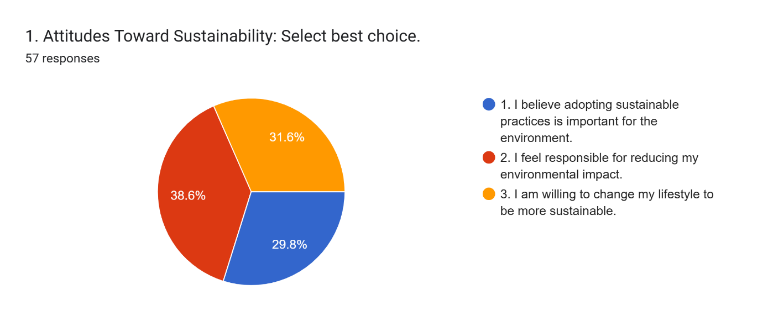 1. Attitudes Toward Sustainability: Select best choice.
57 responses
31.6%
38.6%
29.8%
1. I believe adopting sustainable
practices is important for the
environment.
2. I feel responsible for reducing my
environmental impact.
3. I am willing to change my lifestyle to
be more sustainable.